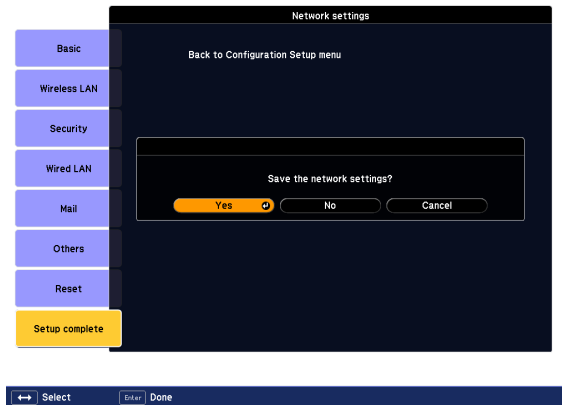 Network settings
Basic
Back to Configuration Setup menu
Wireless LAN
Security
Wired LAN
Save the network settings?
Mail
Yes No Cancel
Others
Reset
Setup complete
Select Enter Done